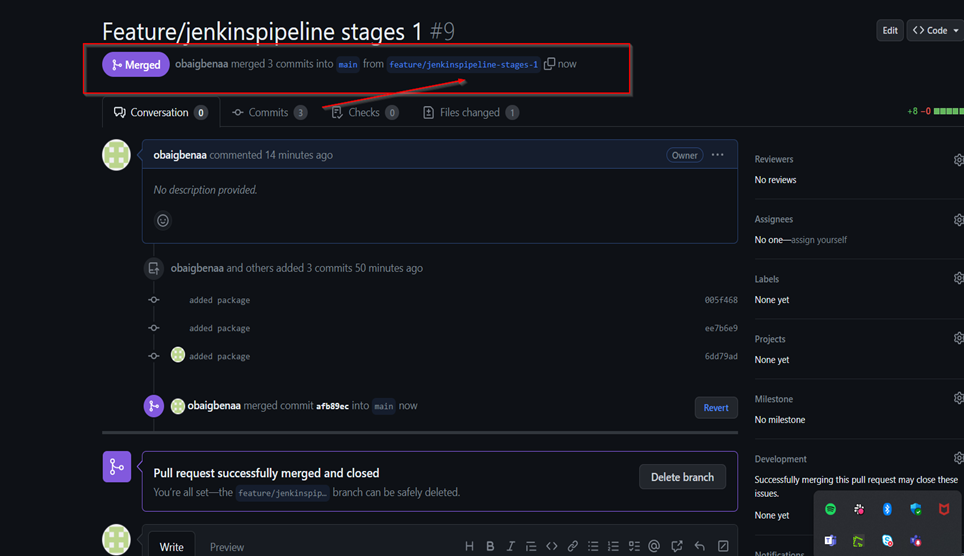 Feature/jenkinspipeline stages 1 #9
Edit
<> Code
Merged
obaigbenaa merged 3 commits into main from feature/jenkinspipeline-stages-1 now
Conversation 0
Commits 3
Checks 0
Files changed 1
+8 −0
obaigbenaa commented 14 minutes ago
Owner
No description provided.
obaigbenaa and others added 3 commits 50 minutes ago
added package 005f468
added package ee7b6e9
added package 6dd79ad
obaigbenaa merged commit afb89ec into main now
Revert
Pull request successfully merged and closed
You're all set—the feature/jenkinspip… branch can be safely deleted.
Delete branch
Write
Preview
Reviewers
No reviews
Assignees
No one—assign yourself
Labels
None yet
Projects
None yet
Milestone
No milestone
Development
Successfully merging this pull request may close these
issues.
None yet
Notifications